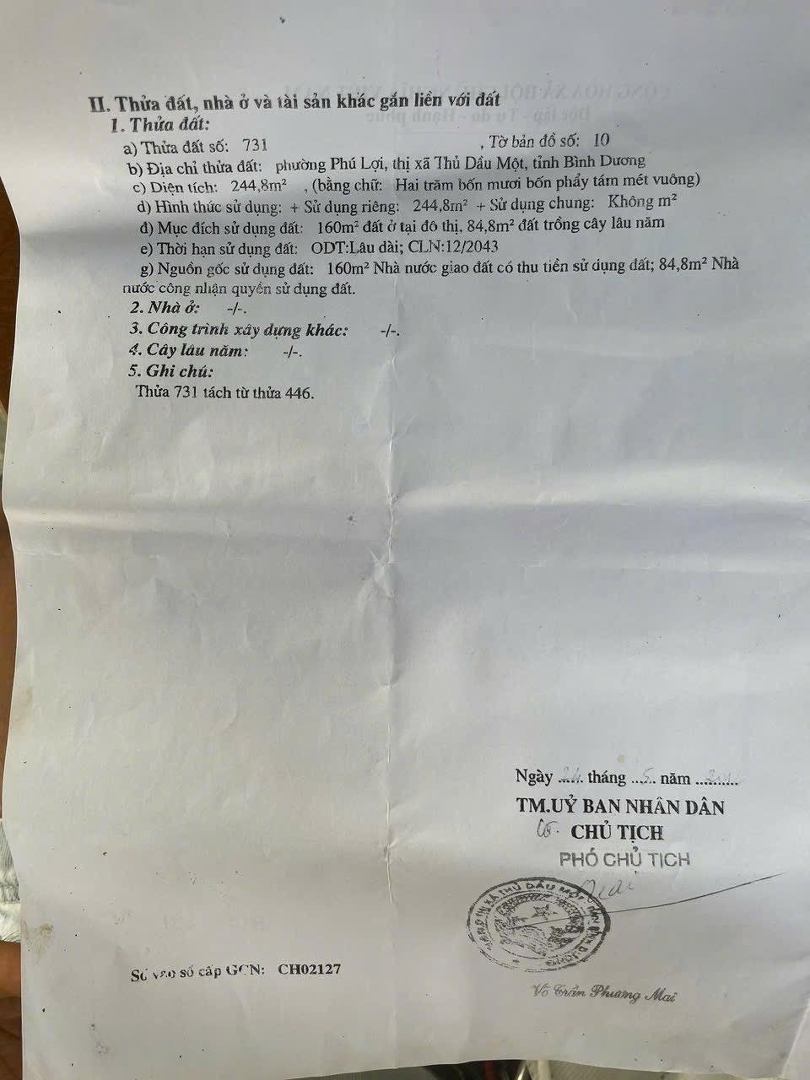 II. Thửa đất, nhà ở và tài sản khác gắn liền với đất
1. Thửa đất:
a) Thửa đất số: 731 , Tờ bản đồ số: 10
b) Địa chỉ thửa đất: phường Phú Lợi, thị xã Thủ Dầu Một, tỉnh Bình Dương
c) Diện tích: 244,8m² , (bằng chữ: Hai trăm bốn mươi bốn phẩy tám mét vuông)
d) Hình thức sử dụng: + Sử dụng riêng: 244,8m² + Sử dụng chung: Không m²
đ) Mục đích sử dụng đất: 160m² đất ở tại đô thị, 84,8m² đất trồng cây lâu năm
e) Thời hạn sử dụng đất: ODT:Lâu dài; CLN:12/2043
g) Nguồn gốc sử dụng đất: 160m² Nhà nước giao đất có thu tiền sử dụng đất; 84,8m² Nhà
nước công nhận quyền sử dụng đất.
2. Nhà ở: -/-.
3. Công trình xây dựng khác: -/-.
4. Cây lâu năm: -/-.
5. Ghi chú:
Thửa 731 tách từ thửa 446.
Ngày ...... tháng ...5... năm ..........
TM.UỶ BAN NHÂN DÂN
CHỦ TỊCH
PHÓ CHỦ TỊCH
Võ Trần Phương Mai
Số vào sổ cấp GCN: CH02127